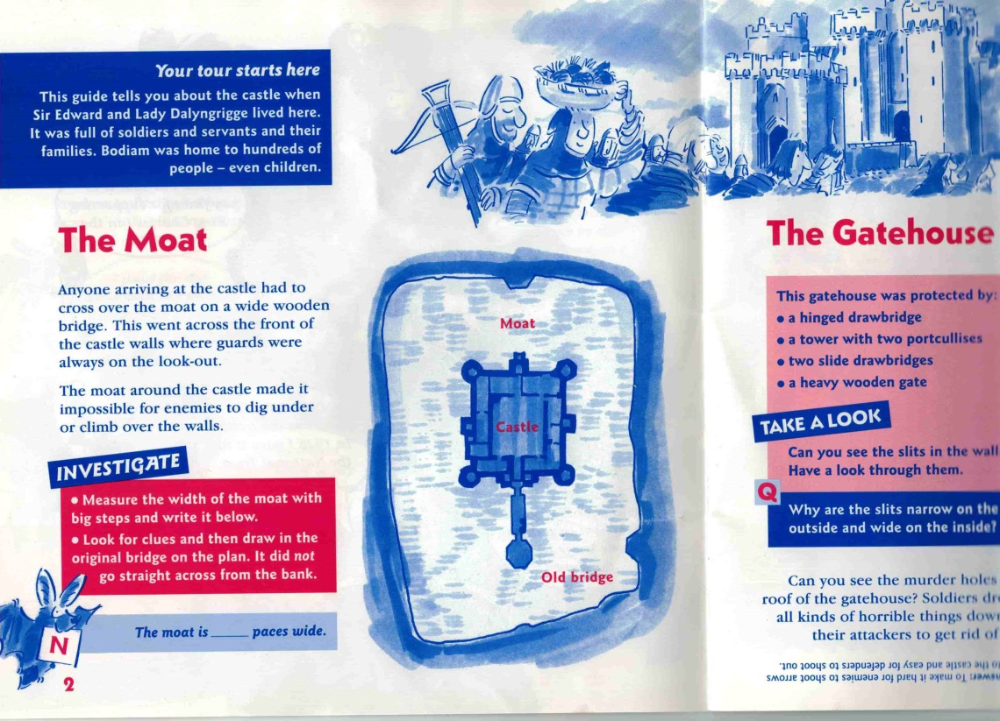 Your tour starts here
This guide tells you about the castle when
Sir Edward and Lady Dalyngrigge lived here.
It was full of soldiers and servants and their
families. Bodiam was home to hundreds of
people – even children.
The Moat
Anyone arriving at the castle had to
cross over the moat on a wide wooden
bridge. This went across the front of
the castle walls where guards were
always on the look-out.
The moat around the castle made it
impossible for enemies to dig under
or climb over the walls.
INVESTIGATE
• Measure the width of the moat with
big steps and write it below.
• Look for clues and then draw in the
original bridge on the plan. It did not
go straight across from the bank.
The moat is _____ paces wide.
N
2
Moat
Castle
Old bridge
The Gatehouse
This gatehouse was protected by:
• a hinged drawbridge
• a tower with two portcullises
• two slide drawbridges
• a heavy wooden gate
TAKE A LOOK
Can you see the slits in the wall
Have a look through them.
Q
Why are the slits narrow on the
outside and wide on the inside?
Can you see the murder holes
roof of the gatehouse? Soldiers
all kinds of horrible things
their attackers to get rid of
To make it hard for enemies to shoot arrows
the castle and easy for defenders to shoot out.